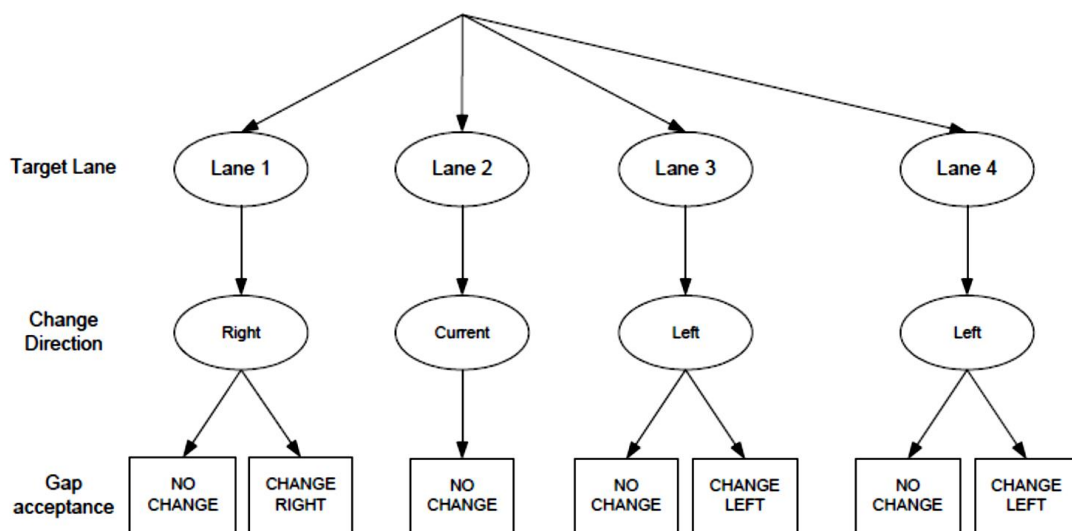 Target Lane
Lane 1
Lane 2
Lane 3
Lane 4
Change
Direction
Right
Current
Left
Left
Gap
acceptance
NO
CHANGE
CHANGE
RIGHT
NO
CHANGE
NO
CHANGE
CHANGE
LEFT
NO
CHANGE
CHANGE
LEFT